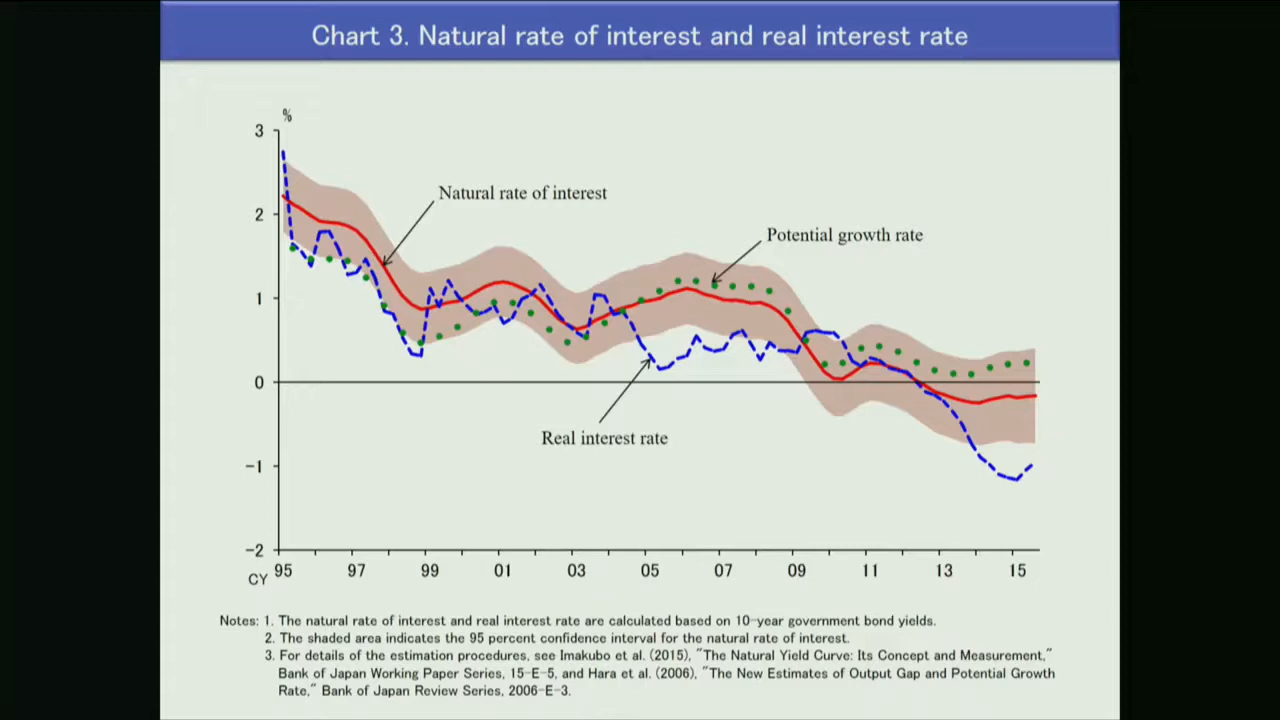 Chart 3. Natural rate of interest and real interest rate
%
3
Natural rate of interest
2
Potential growth rate
1
0
Real interest rate
-1
-2
CY 95 97 99 01 03 05 07 09 11 13 15
Notes: 1. The natural rate of interest and real interest rate are calculated based on 10-year government bond yields.
2. The shaded area indicates the 95 percent confidence interval for the natural rate of interest.
3. For details of the estimation procedures, see Imakubo et al. (2015), "The Natural Yield Curve: Its Concept and Measurement,"
Bank of Japan Working Paper Series, 15-E-5, and Hara et al. (2006), "The New Estimates of Output Gap and Potential Growth
Rate," Bank of Japan Review Series, 2006-E-3.